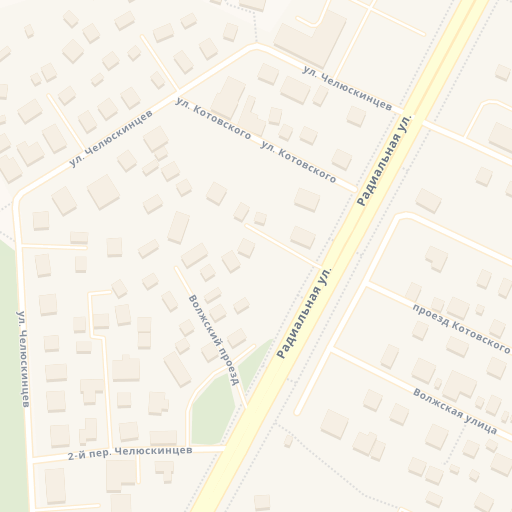 ул. Челюскинцев
ул. Челюскинцев
ул. Котовского
ул. Котовского
Радиальная ул.
Радиальная ул.
проезд Котовского
Волжский проезд
ул. Челюскинцев
Волжская улица
2-й пер. Челюскинцев